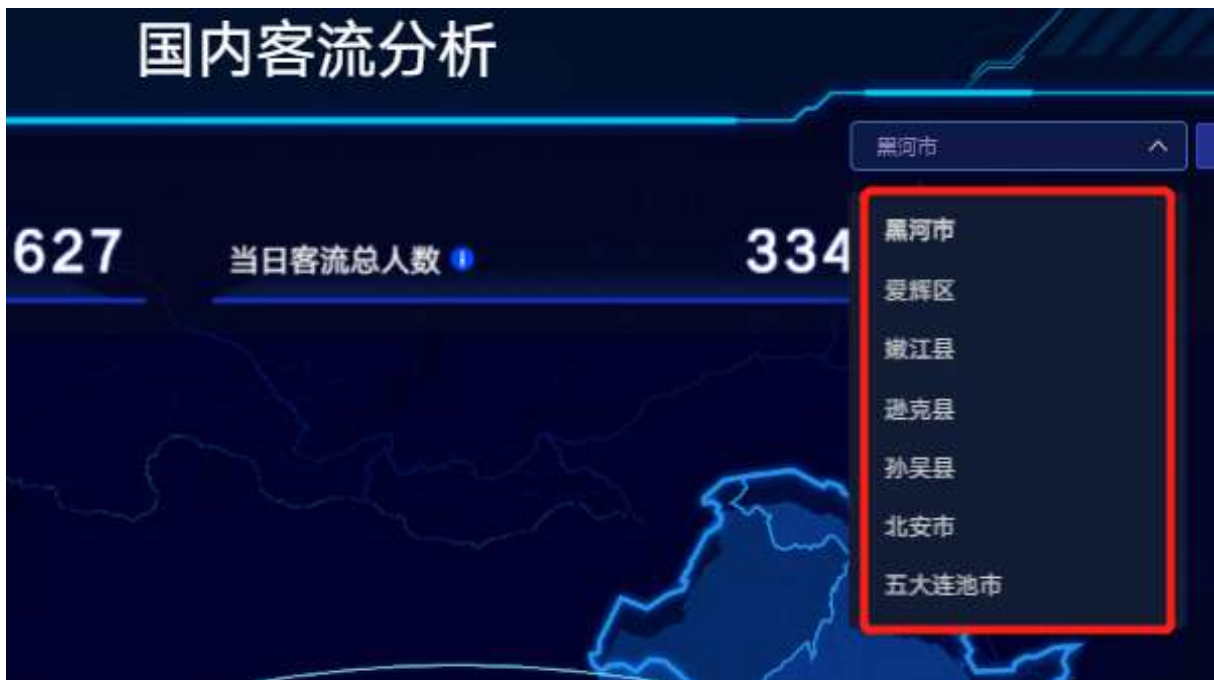 国内客流分析
黑河市
627 当日客流总人数 334
黑河市
爱辉区
嫩江县
逊克县
孙吴县
北安市
五大连池市